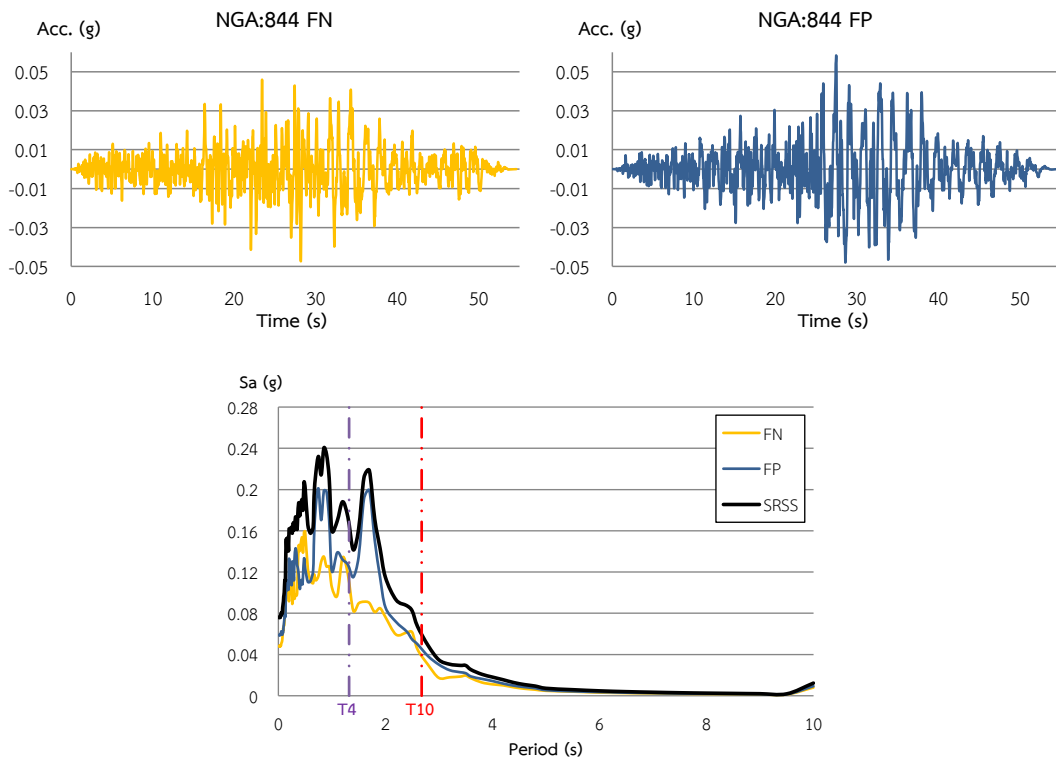 NGA:844 FN
Acc. (g)
0.05
0.03
0.01
-0.01
-0.03
-0.05
0 10 20 30 40 50
Time (s)
NGA:844 FP
Acc. (g)
0.05
0.03
0.01
-0.01
-0.03
-0.05
0 10 20 30 40 50
Time (s)
Sa (g)
0.28
0.24
0.2
0.16
0.12
0.08
0.04
0
FN
FP
SRSS
T4 T10
0 2 4 6 8 10
Period (s)